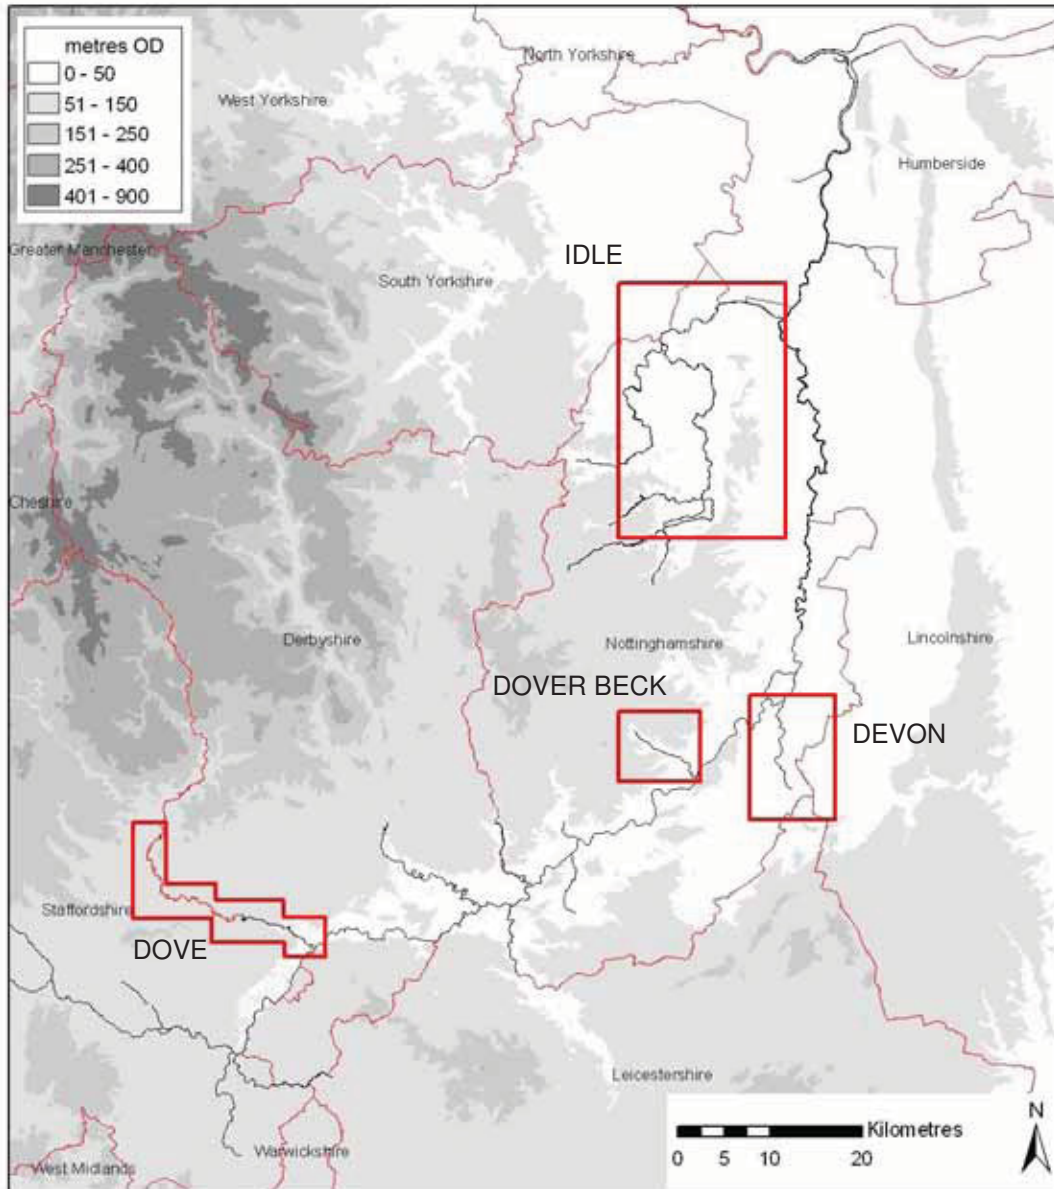 metres OD
0 - 50
51 - 150
151 - 250
251 - 400
401 - 900
North Yorkshire
West Yorkshire
Humberside
Greater Manchester
IDLE
South Yorkshire
Cheshire
Derbyshire
Nottinghamshire
Lincolnshire
DOVER BECK
DEVON
Staffordshire
DOVE
Leicestershire
N
Kilometres
0 5 10 20
Warwickshire
West Midlands